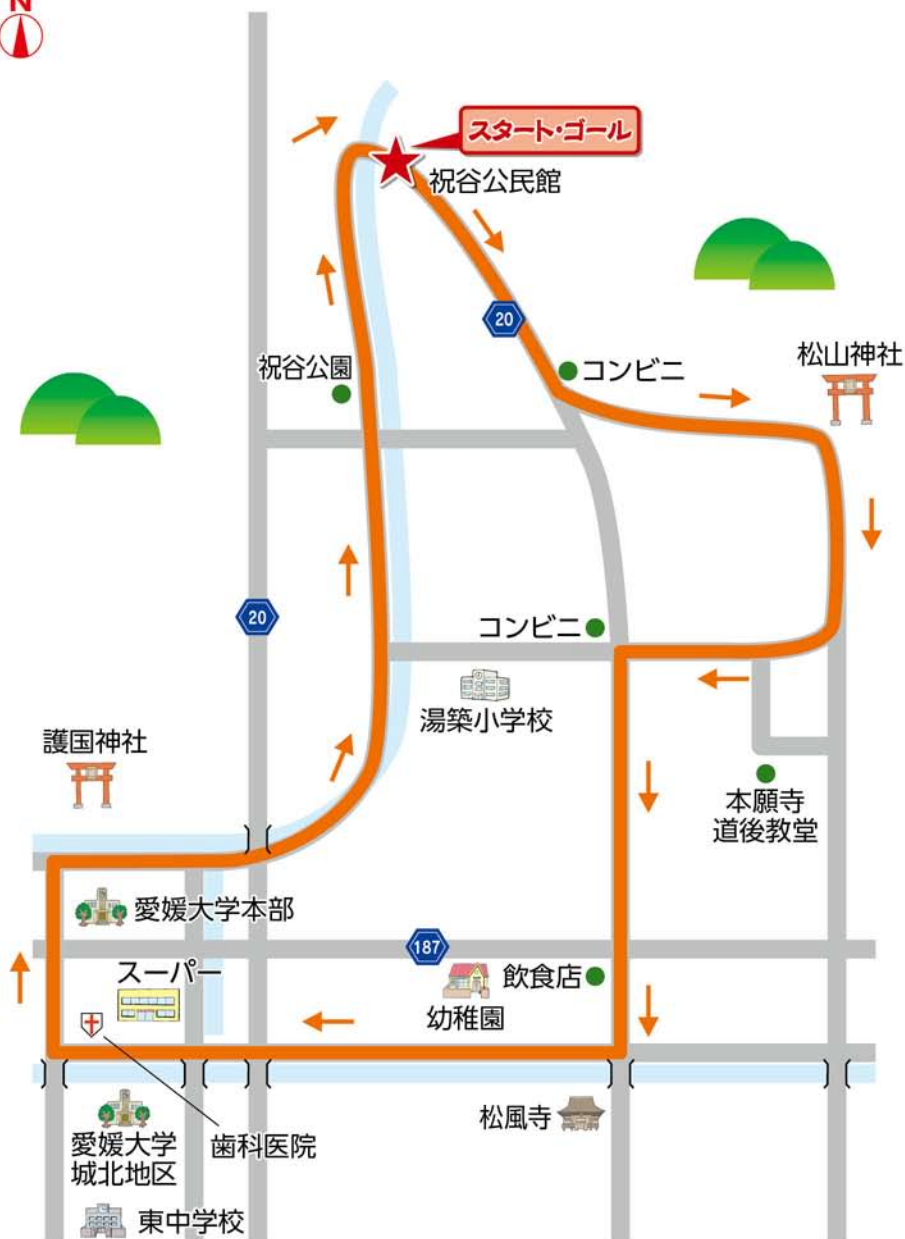 N
スタート・ゴール
祝谷公民館
20
コンビニ
松山神社
祝谷公園
20
コンビニ
湯築小学校
護国神社
本願寺
道後教堂
愛媛大学本部
187
スーパー
飲食店
幼稚園
松風寺
愛媛大学
城北地区
歯科医院
東中学校